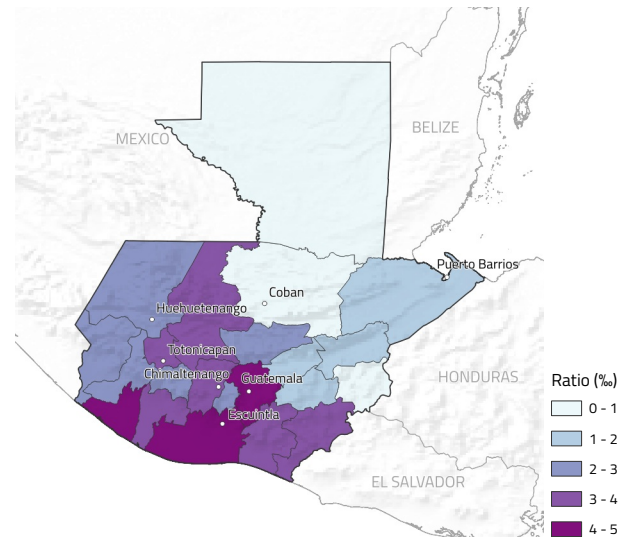 MEXICO
BELIZE
Puerto Barrios
Coban
Huehuetenango
Totonicapan
Chimaltenango
Guatemala
Escuintla
HONDURAS
EL SALVADOR
Ratio (‰)
0 - 1
1 - 2
2 - 3
3 - 4
4 - 5